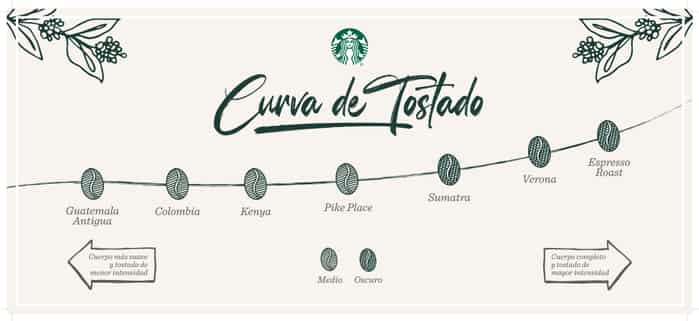 Curva de Tostado
Guatemala
Antigua
Colombia
Kenya
Pike Place
Sumatra
Verona
Espresso
Roast
Cuerpo más suave
y tostado de
menor intensidad
Medio
Oscuro
Cuerpo completo
y tostado de
mayor intensidad